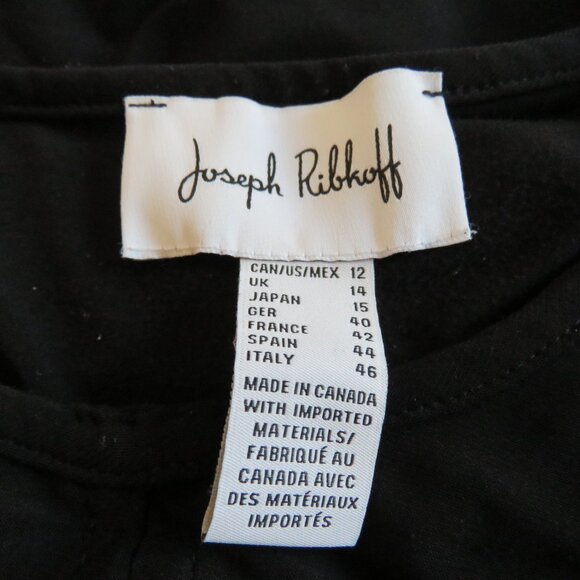 Joseph Ribkoff
CAN/US/MEX 12
UK 14
JAPAN 15
GER 40
FRANCE 42
SPAIN 44
ITALY 46
MADE IN CANADA
WITH IMPORTED
MATERIALS/
FABRIQUÉ AU
CANADA AVEC
DES MATÉRIAUX
IMPORTÉS